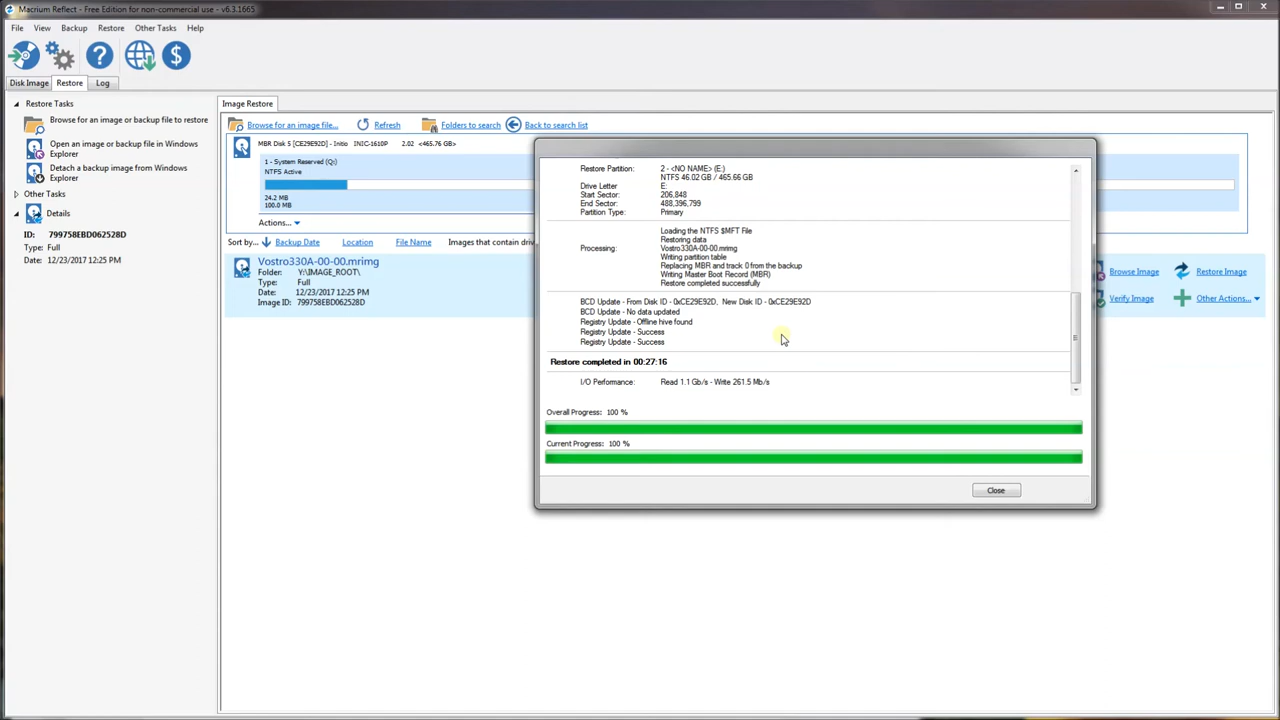 Macrium Reflect - Free Edition for non-commercial use - v6.3.1665
File View Backup Restore Other Tasks Help
Disk Image Restore Log
Restore Tasks
Browse for an image or backup file to restore
Open an image or backup file in Windows
Explorer
Detach a backup image from Windows
Explorer
Other Tasks
Details
ID: 799758EBD062528D
Type: Full
Date: 12/23/2017 12:25 PM
Image Restore
Browse for an image file... Refresh Folders to search Back to search list
MBR Disk 5 [CE29E92D] - Initio INIC-1610P 2.02 <465.76 GB>
1 - System Reserved (Q:)
NTFS Active
24.2 MB
100.0 MB
Actions...
Sort by... Backup Date Location File Name Images that contain driv
Vostro330A-00-00.mrimg
Folder: Y:\IMAGE_ROOT\
Type: Full
Date: 12/23/2017 12:25 PM
Image ID: 799758EBD062528D
Browse Image Restore Image
Verify Image Other Actions...
Restore Partition: 2 - <NO NAME> (E:)
NTFS 46.02 GB / 465.66 GB
Drive Letter E:
Start Sector 206,848
End Sector 488,396,799
Partition Type: Primary
Loading the NTFS $MFT File
Restoring data
Processing: Vostro330A-00-00.mrimg
Writing partition table
Replacing MBR and track 0 from the backup
Writing Master Boot Record (MBR)
Restore completed successfully
BCD Update - From Disk ID - 0xCE29E92D, New Disk ID - 0xCE29E92D
BCD Update - No data updated
Registry Update - Offline hive found
Registry Update - Success
Registry Update - Success
Restore completed in 00:27:16
I/O Performance: Read 1.1 Gb/s - Write 261.5 Mb/s
Overall Progress: 100 %
Current Progress: 100 %
Close